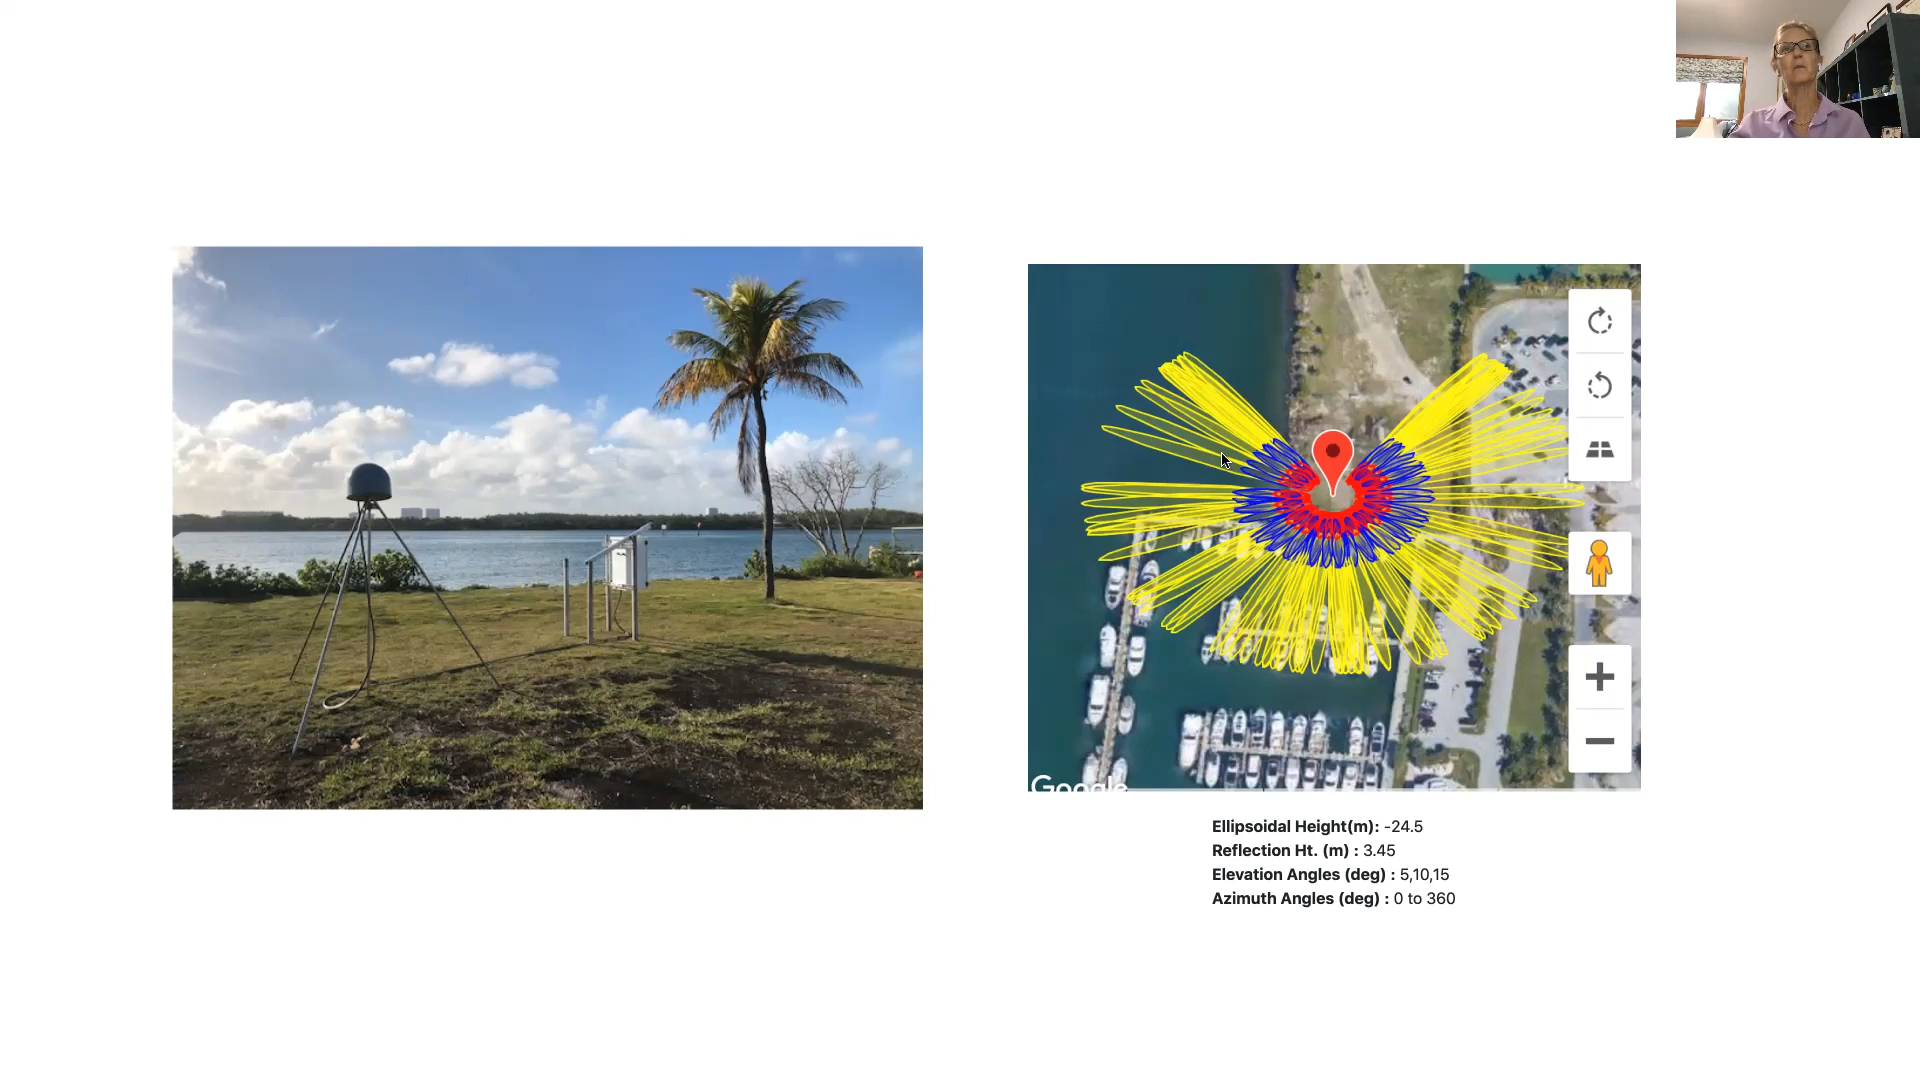 Google
Ellipsoidal Height(m): -24.5
Reflection Ht. (m) : 3.45
Elevation Angles (deg) : 5,10,15
Azimuth Angles (deg) : 0 to 360